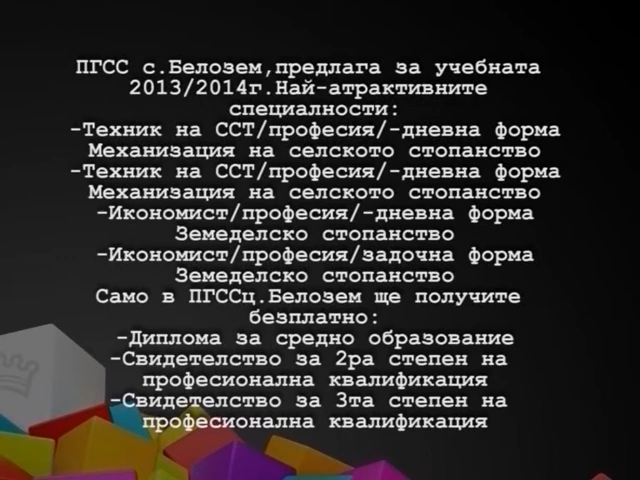 ПГСС с.Белозем,предлага за учебната
2013/2014г.Най-атрактивните
специалности:
-Техник на ССТ/професия/-дневна форма
Механизация на селското стопанство
-Техник на ССТ/професия/-дневна форма
Механизация на селското стопанство
-Икономист/професия/-дневна форма
Земеделско стопанство
-Икономист/професия/задочна форма
Земеделско стопанство
Само в ПГССц.Белозем ще получите
безплатно:
-Диплома за средно образование
-Свидетелство за 2ра степен на
професионална квалификация
-Свидетелство за 3та степен на
професионална квалификация